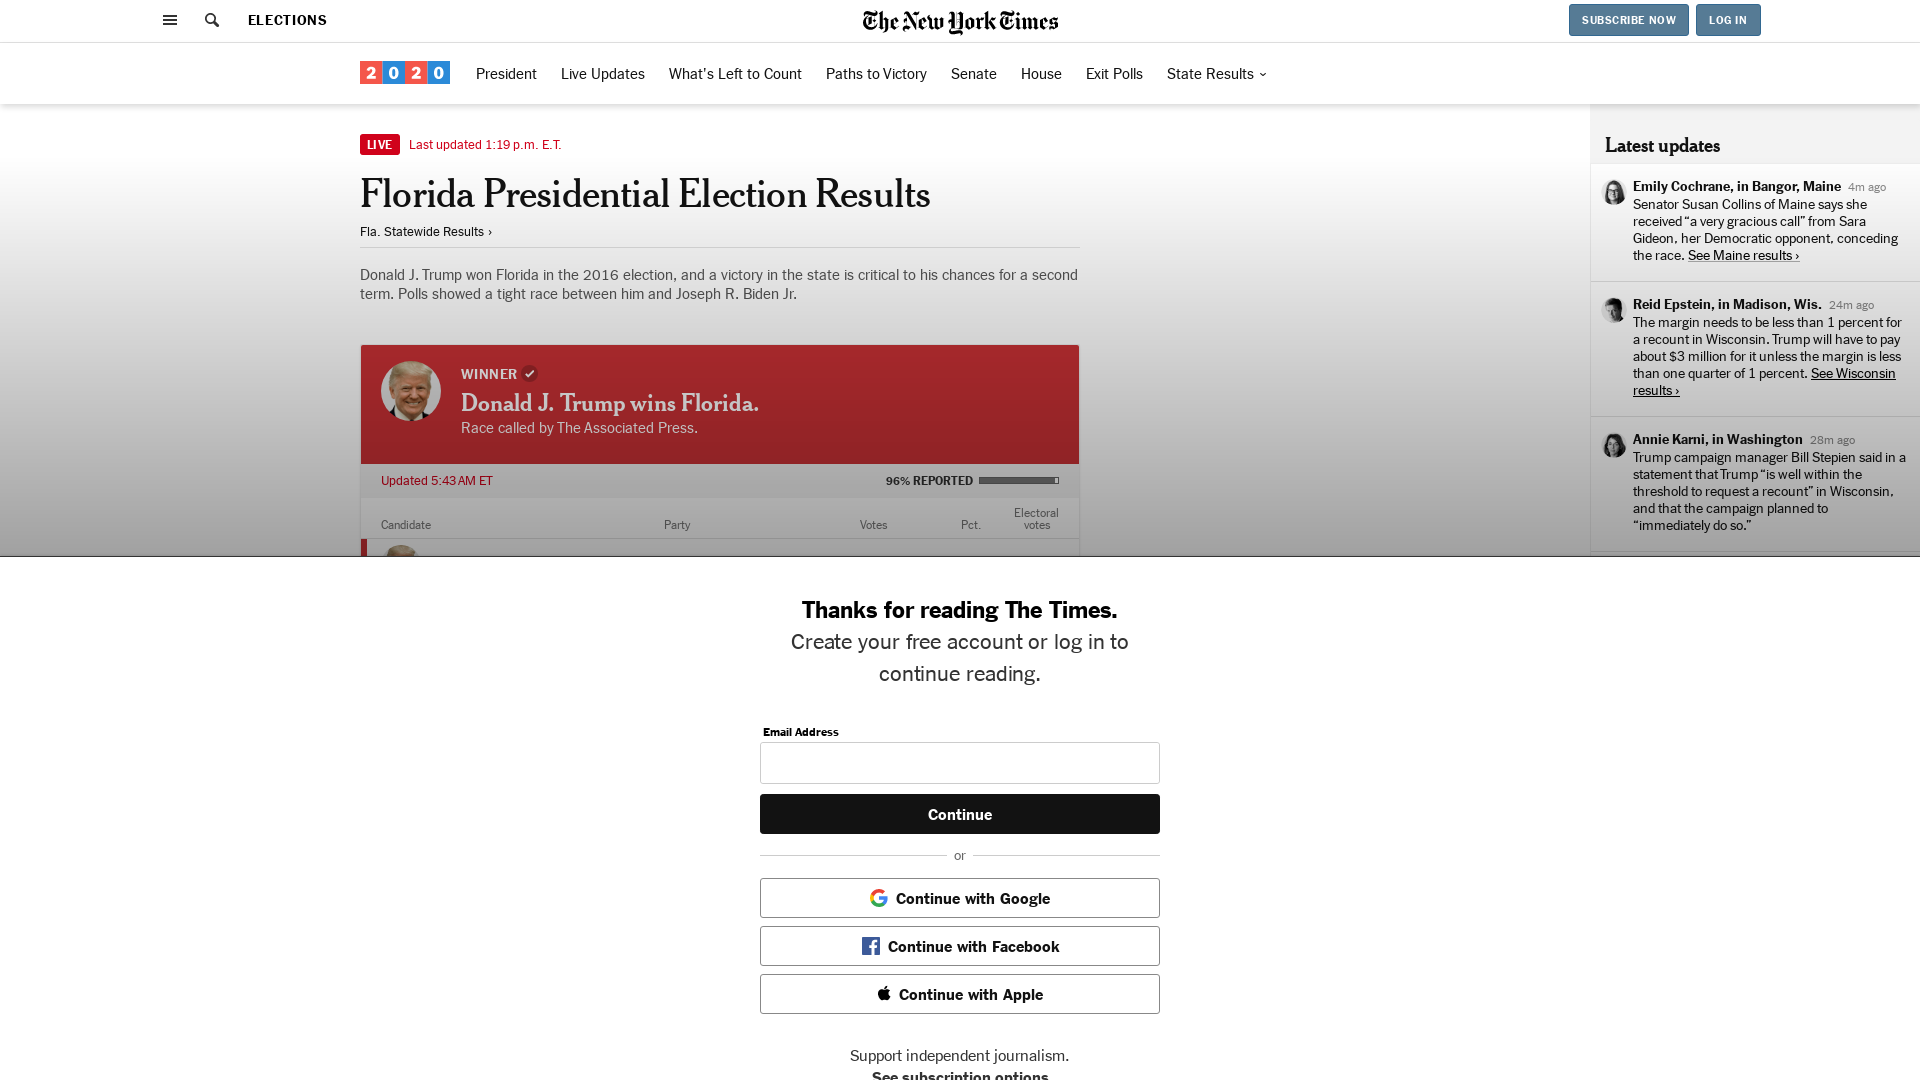 ELECTIONS
The New York Times
SUBSCRIBE NOW
LOG IN
2020
President
Live Updates
What's Left to Count
Paths to Victory
Senate
House
Exit Polls
State Results
LIVE
Last updated 1:19 p.m. E.T.
Florida Presidential Election Results
Fla. Statewide Results ›
Donald J. Trump won Florida in the 2016 election, and a victory in the state is critical to his chances for a second
term. Polls showed a tight race between him and Joseph R. Biden Jr.
WINNER
Donald J. Trump wins Florida.
Race called by The Associated Press.
Updated 5:43 AM ET
96% REPORTED
Candidate
Party
Votes
Pct.
Electoral
votes
Latest updates
Emily Cochrane, in Bangor, Maine 4m ago
Senator Susan Collins of Maine says she
received “a very gracious call” from Sara
Gideon, her Democratic opponent, conceding
the race. See Maine results ›
Reid Epstein, in Madison, Wis. 24m ago
The margin needs to be less than 1 percent for
a recount in Wisconsin. Trump will have to pay
about $3 million for it unless the margin is less
than one quarter of 1 percent. See Wisconsin
results ›
Annie Karni, in Washington 28m ago
Trump campaign manager Bill Stepien said in a
statement that Trump “is well within the
threshold to request a recount” in Wisconsin,
and that the campaign planned to
“immediately do so.”
Thanks for reading The Times.
Create your free account or log in to
continue reading.
Email Address
Continue
or
Continue with Google
Continue with Facebook
Continue with Apple
Support independent journalism.
See subscription options